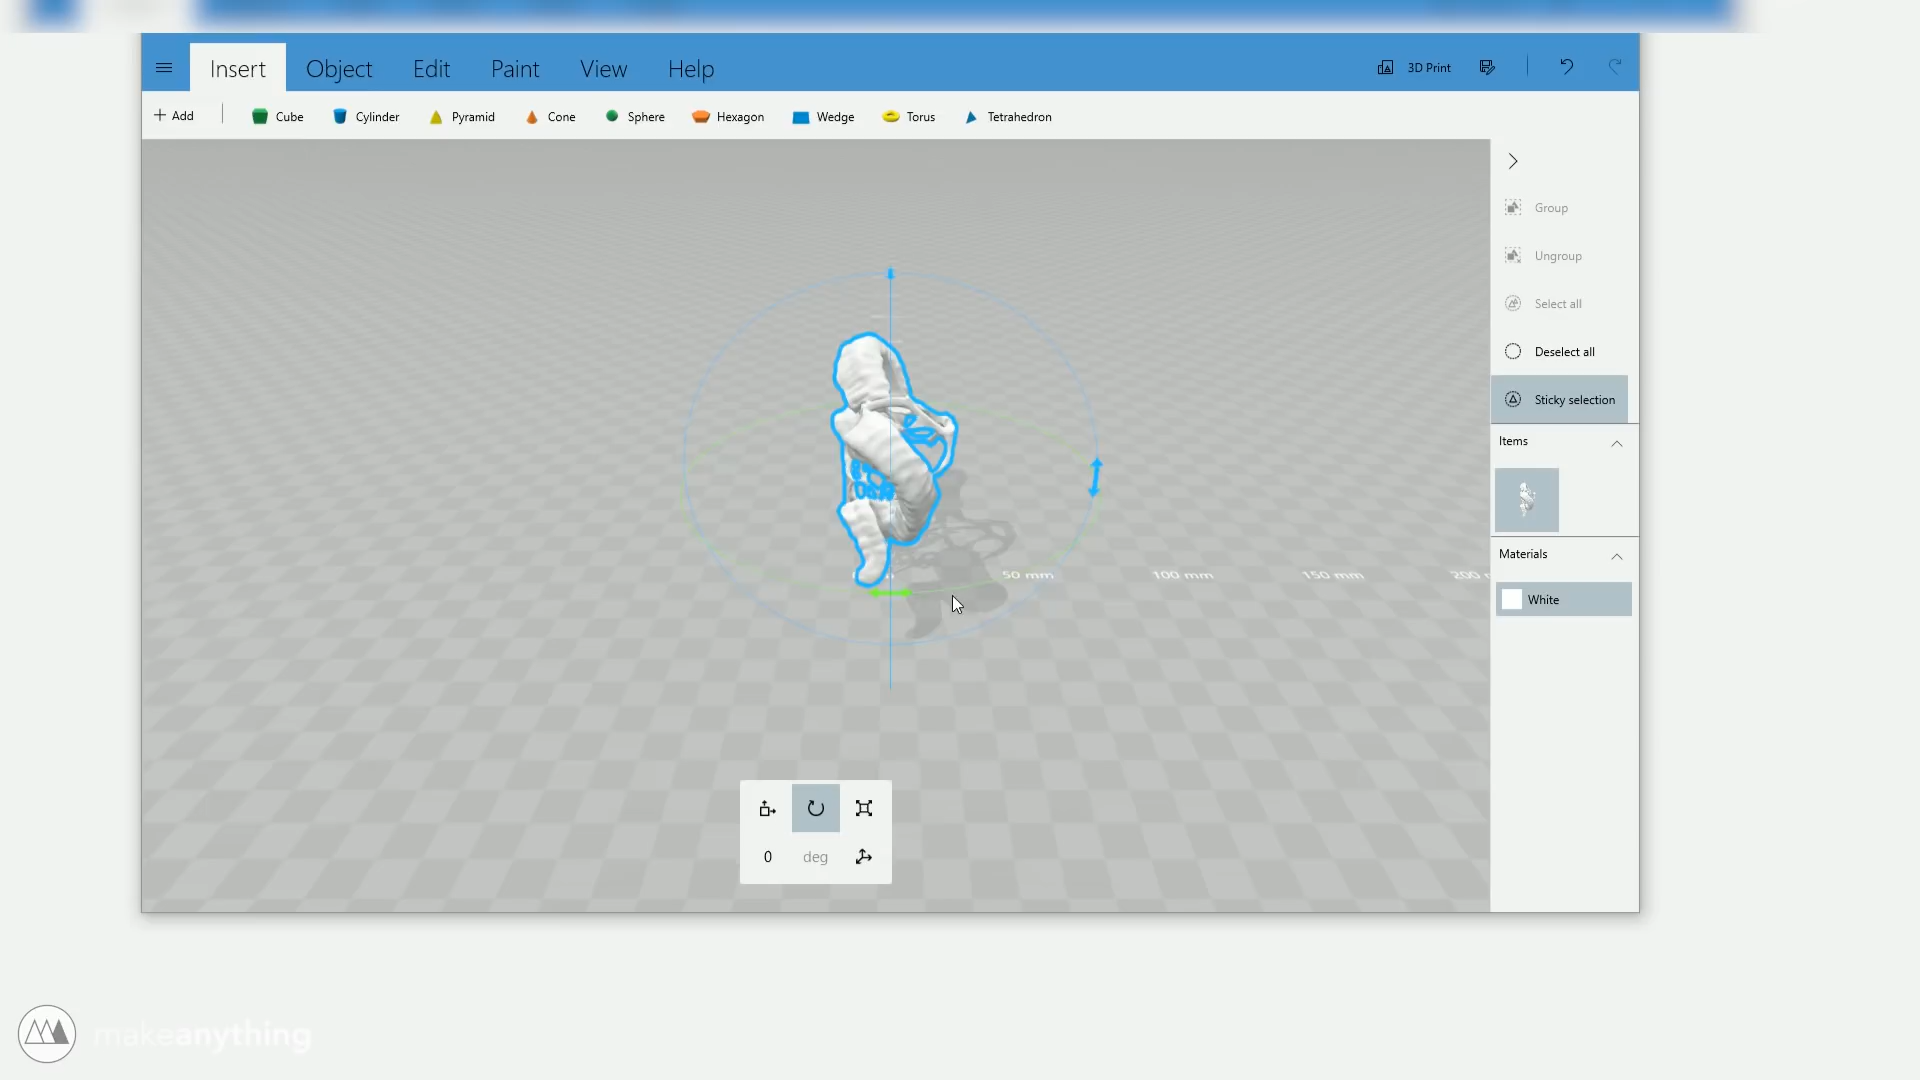 Insert Object Edit Paint View Help 3D Print
Add Cube Cylinder Pyramid Cone Sphere Hexagon Wedge Torus Tetrahedron
Group
Ungroup
Select all
Deselect all
Sticky selection
Items
Materials
White
50 mm 100 mm 150 mm 200
0 deg
makeanything